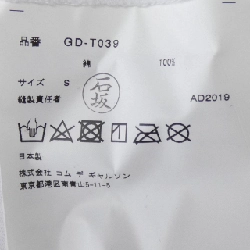 品番 GD-T039
綿 100%
サイズ S
石坂
縫製責任者 AD2019
日本製
株式会社 コム デ ギャルソン
東京都港区南青山5-11-5